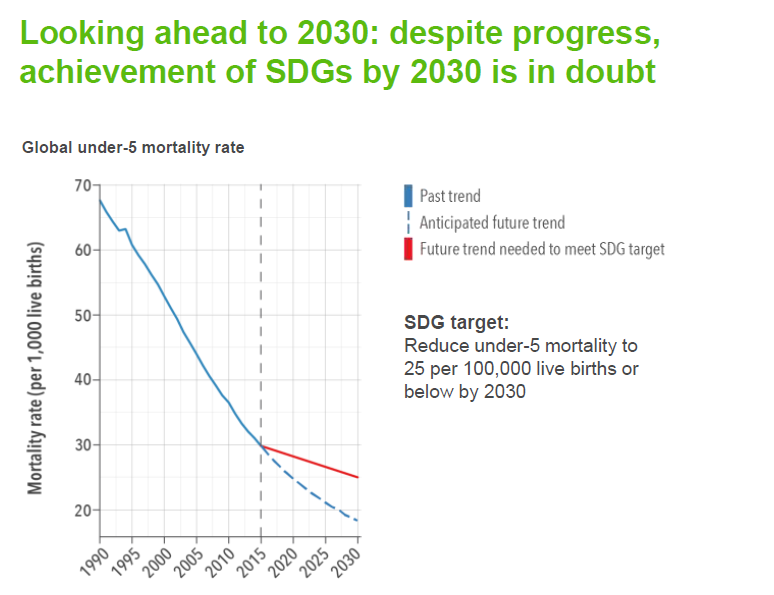 Looking ahead to 2030: despite progress,
achievement of SDGs by 2030 is in doubt
Global under-5 mortality rate
Mortality rate (per 1,000 live births)
70
60
50
40
30
20
1990
1995
2000
2005
2010
2015
2020
2025
2030
Past trend
Anticipated future trend
Future trend needed to meet SDG target
SDG target:
Reduce under-5 mortality to
25 per 100,000 live births or
below by 2030